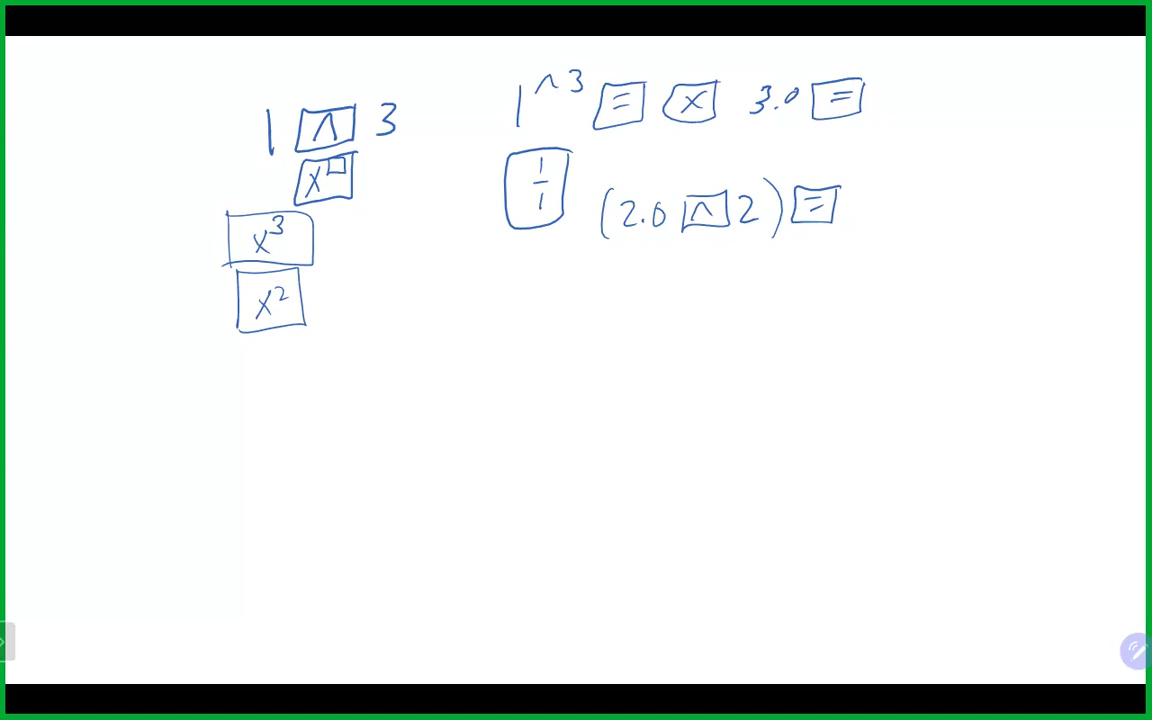 1 ^ 3
x□
x³
x²
1^3 = x 3.0 =
1/1 (2.0 ^ 2) =